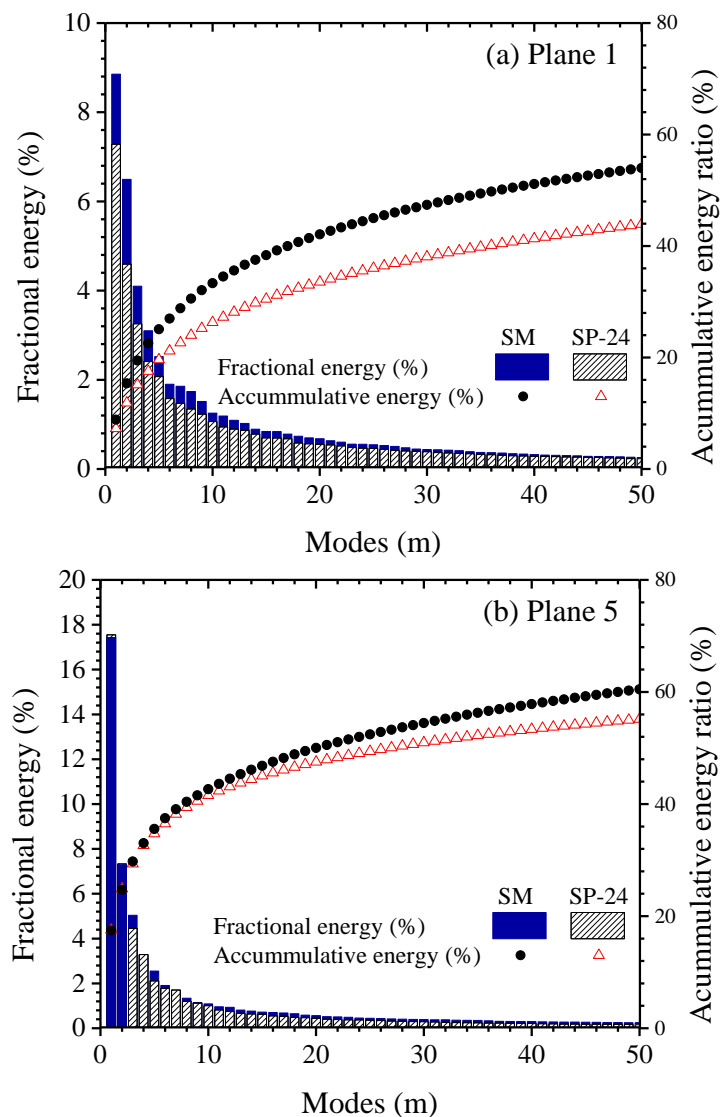 (a) Plane 1
Fractional energy (%)
10
8
6
4
2
0
80
60
40
20
0
Acummulative energy ratio (%)
SM SP-24
Fractional energy (%)
Accummulative energy (%)
0 10 20 30 40 50
Modes (m)
(b) Plane 5
Fractional energy (%)
20
18
16
14
12
10
8
6
4
2
0
80
60
40
20
0
Acummulative energy ratio (%)
SM SP-24
Fractional energy (%)
Accummulative energy (%)
0 10 20 30 40 50
Modes (m)